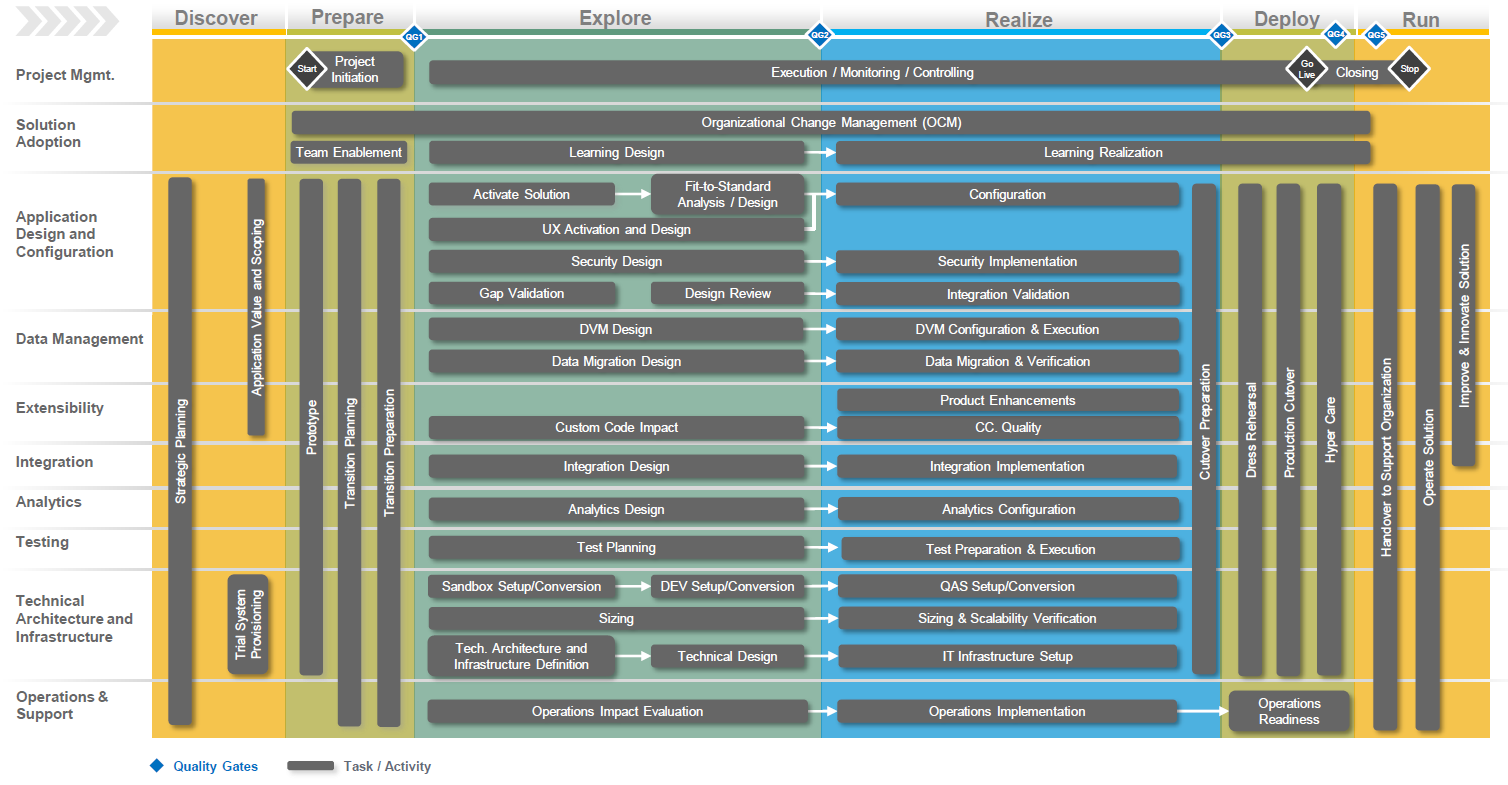 Discover
Prepare
Explore
Realize
Deploy
Run
QG1
QG2
QG3
QG4
QG5
Project Mgmt.
Start
Project
Initiation
Execution / Monitoring / Controlling
Go
Live
Closing
Stop
Solution
Adoption
Organizational Change Management (OCM)
Team Enablement
Learning Design
Learning Realization
Application
Design and
Configuration
Activate Solution
Fit-to-Standard
Analysis / Design
Configuration
UX Activation and Design
Security Design
Security Implementation
Gap Validation
Design Review
Integration Validation
Data Management
DVM Design
DVM Configuration & Execution
Data Migration Design
Data Migration & Verification
Extensibility
Product Enhancements
Custom Code Impact
CC. Quality
Integration
Integration Design
Integration Implementation
Analytics
Analytics Design
Analytics Configuration
Testing
Test Planning
Test Preparation & Execution
Technical
Architecture and
Infrastructure
Sandbox Setup/Conversion
DEV Setup/Conversion
QAS Setup/Conversion
Sizing
Sizing & Scalability Verification
Tech. Architecture and
Infrastructure Definition
Technical Design
IT Infrastructure Setup
Operations &
Support
Operations Impact Evaluation
Operations Implementation
Operations
Readiness
Strategic Planning
Application Value and Scoping
Trial System
Provisioning
Prototype
Transition Planning
Transition Preparation
Cutover Preparation
Dress Rehearsal
Production Cutover
Hyper Care
Handover to Support Organization
Operate Solution
Improve & Innovate Solution
Quality Gates
Task / Activity